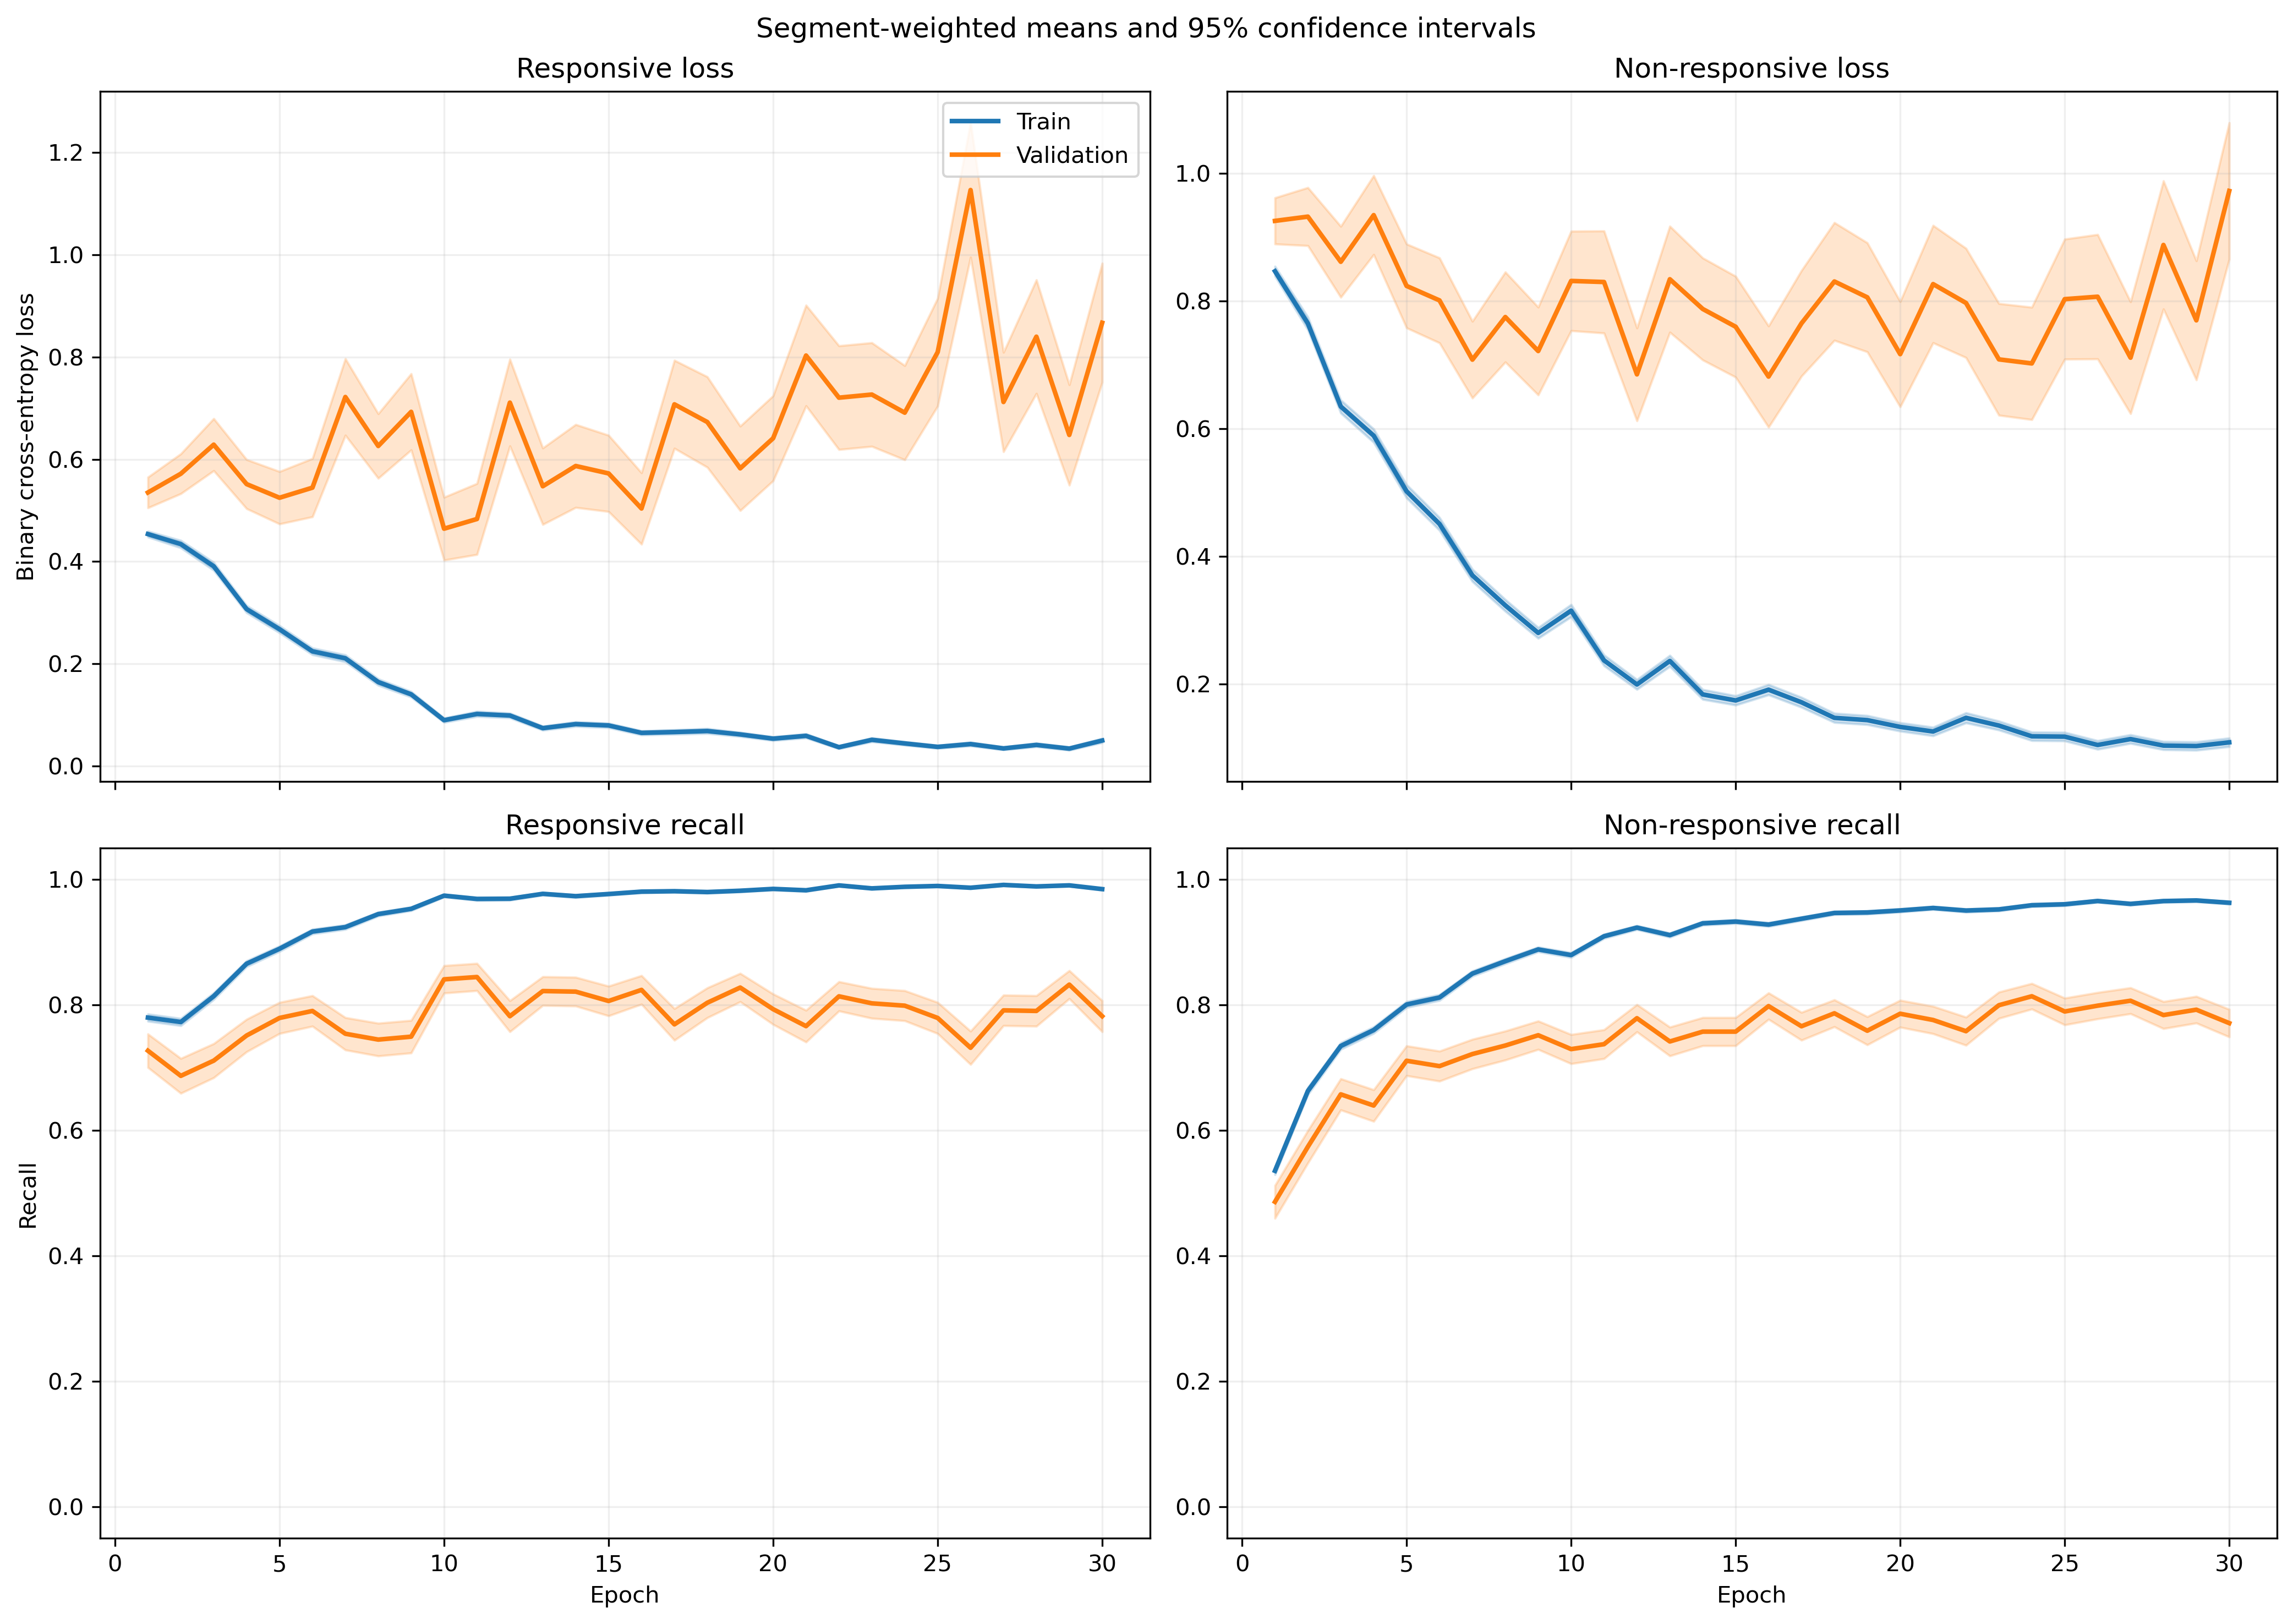 Segment-weighted means and 95% confidence intervals
Responsive loss
Train
Validation
Binary cross-entropy loss
1.2
1.0
0.8
0.6
0.4
0.2
0.0
Non-responsive loss
1.0
0.8
0.6
0.4
0.2
Responsive recall
Recall
1.0
0.8
0.6
0.4
0.2
0.0
0 5 10 15 20 25 30
Epoch
Non-responsive recall
1.0
0.8
0.6
0.4
0.2
0.0
0 5 10 15 20 25 30
Epoch